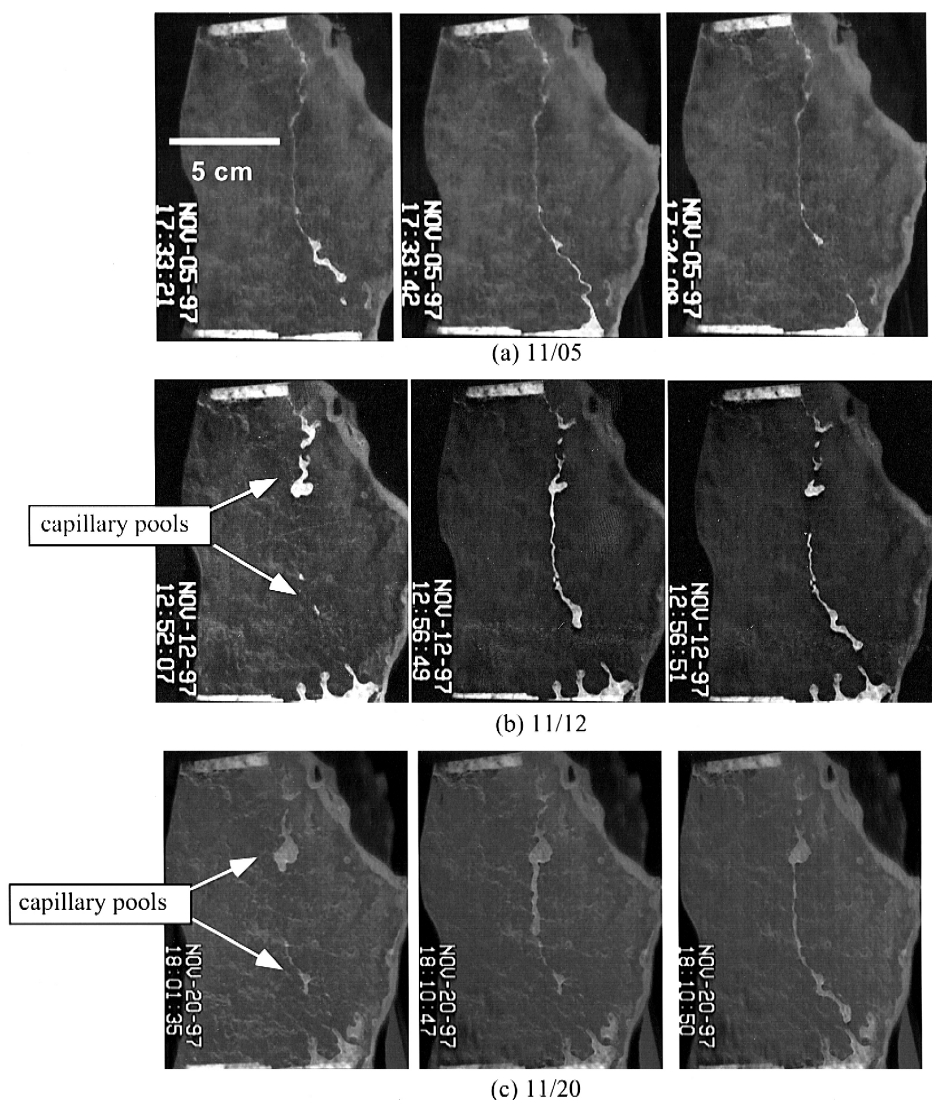 5 cm
NOV-05-97
17:33:21
NOV-05-97
17:33:42
NOV-05-97
(a) 11/05
capillary pools
NOV-12-97
12:52:07
NOV-12-97
12:56:49
NOV-12-97
12:56:51
(b) 11/12
capillary pools
NOV-20-97
18:01:35
NOV-20-97
18:10:47
NOV-20-97
18:10:50
(c) 11/20